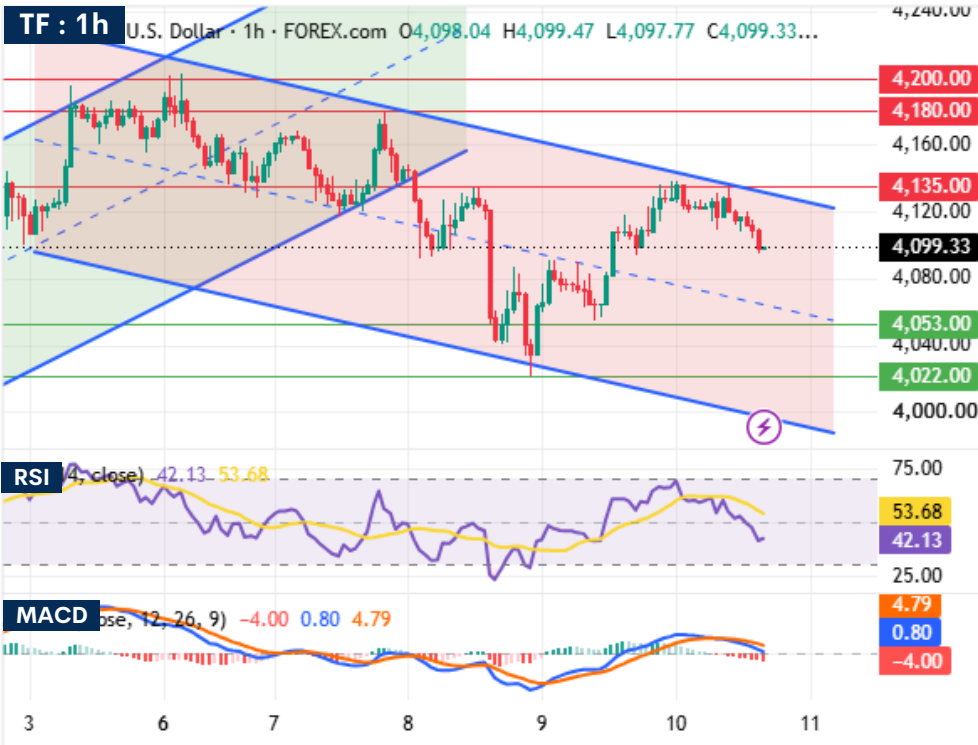 4,240.00
TF : 1h
U.S. Dollar · 1h · FOREX.com O4,098.04 H4,099.47 L4,097.77 C4,099.33...
4,200.00
4,180.00
4,160.00
4,135.00
4,120.00
4,099.33
4,080.00
4,053.00
4,040.00
4,022.00
4,000.00
RSI
4, close) 42.13 53.68
75.00
53.68
42.13
25.00
MACD
ose, 12, 26, 9) −4.00 0.80 4.79
4.79
0.80
−4.00
3 6 7 8 9 10 11